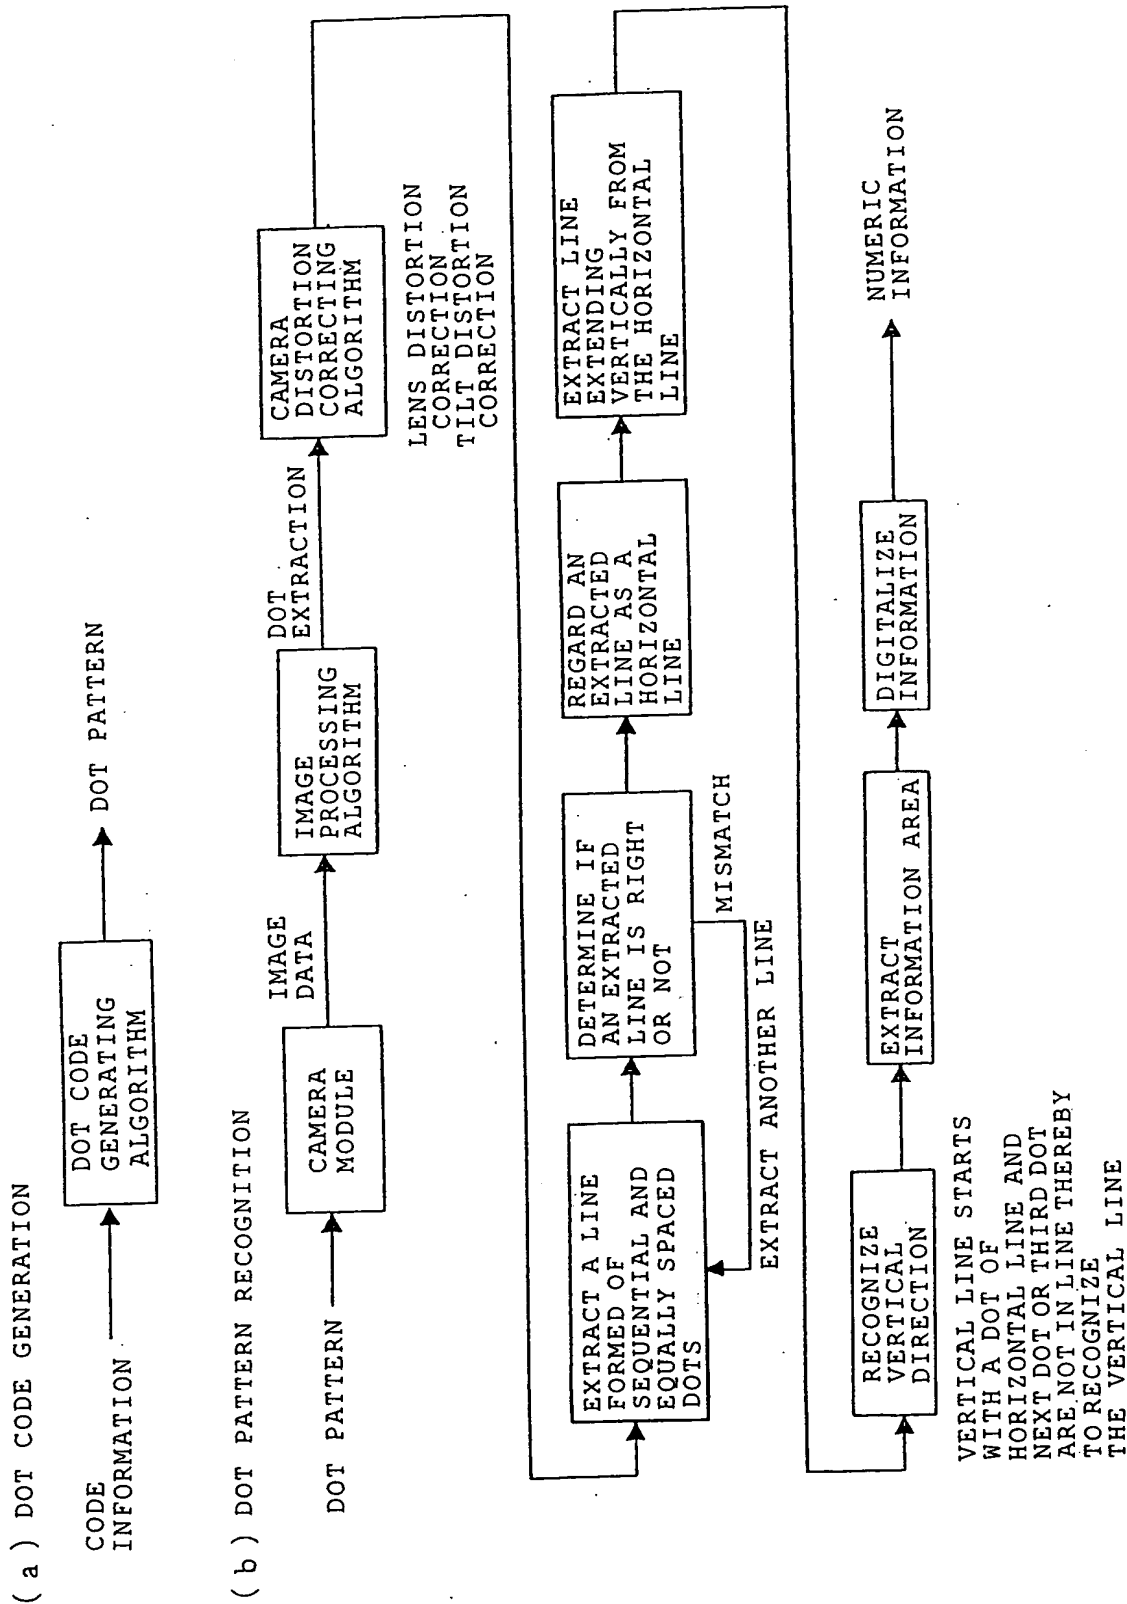 (a) DOT CODE GENERATION
CODE
INFORMATION
DOT CODE
GENERATING
ALGORITHM
DOT PATTERN
(b) DOT PATTERN RECOGNITION
DOT PATTERN
CAMERA
MODULE
IMAGE
DATA
IMAGE
PROCESSING
ALGORITHM
DOT
EXTRACTION
CAMERA
DISTORTION
CORRECTING
ALGORITHM
LENS DISTORTION
CORRECTION
TILT DISTORTION
CORRECTION
EXTRACT A LINE
FORMED OF
SEQUENTIAL AND
EQUALLY SPACED
DOTS
DETERMINE IF
AN EXTRACTED
LINE IS RIGHT
OR NOT
MISMATCH
EXTRACT ANOTHER LINE
REGARD AN
EXTRACTED
LINE AS A
HORIZONTAL
LINE
EXTRACT LINE
EXTENDING
VERTICALLY FROM
THE HORIZONTAL
LINE
RECOGNIZE
VERTICAL
DIRECTION
VERTICAL LINE STARTS
WITH A DOT OF
HORIZONTAL LINE AND
NEXT DOT OR THIRD DOT
ARE NOT IN LINE THEREBY
TO RECOGNIZE
THE VERTICAL LINE
EXTRACT
INFORMATION AREA
DIGITALIZE
INFORMATION
NUMERIC
INFORMATION